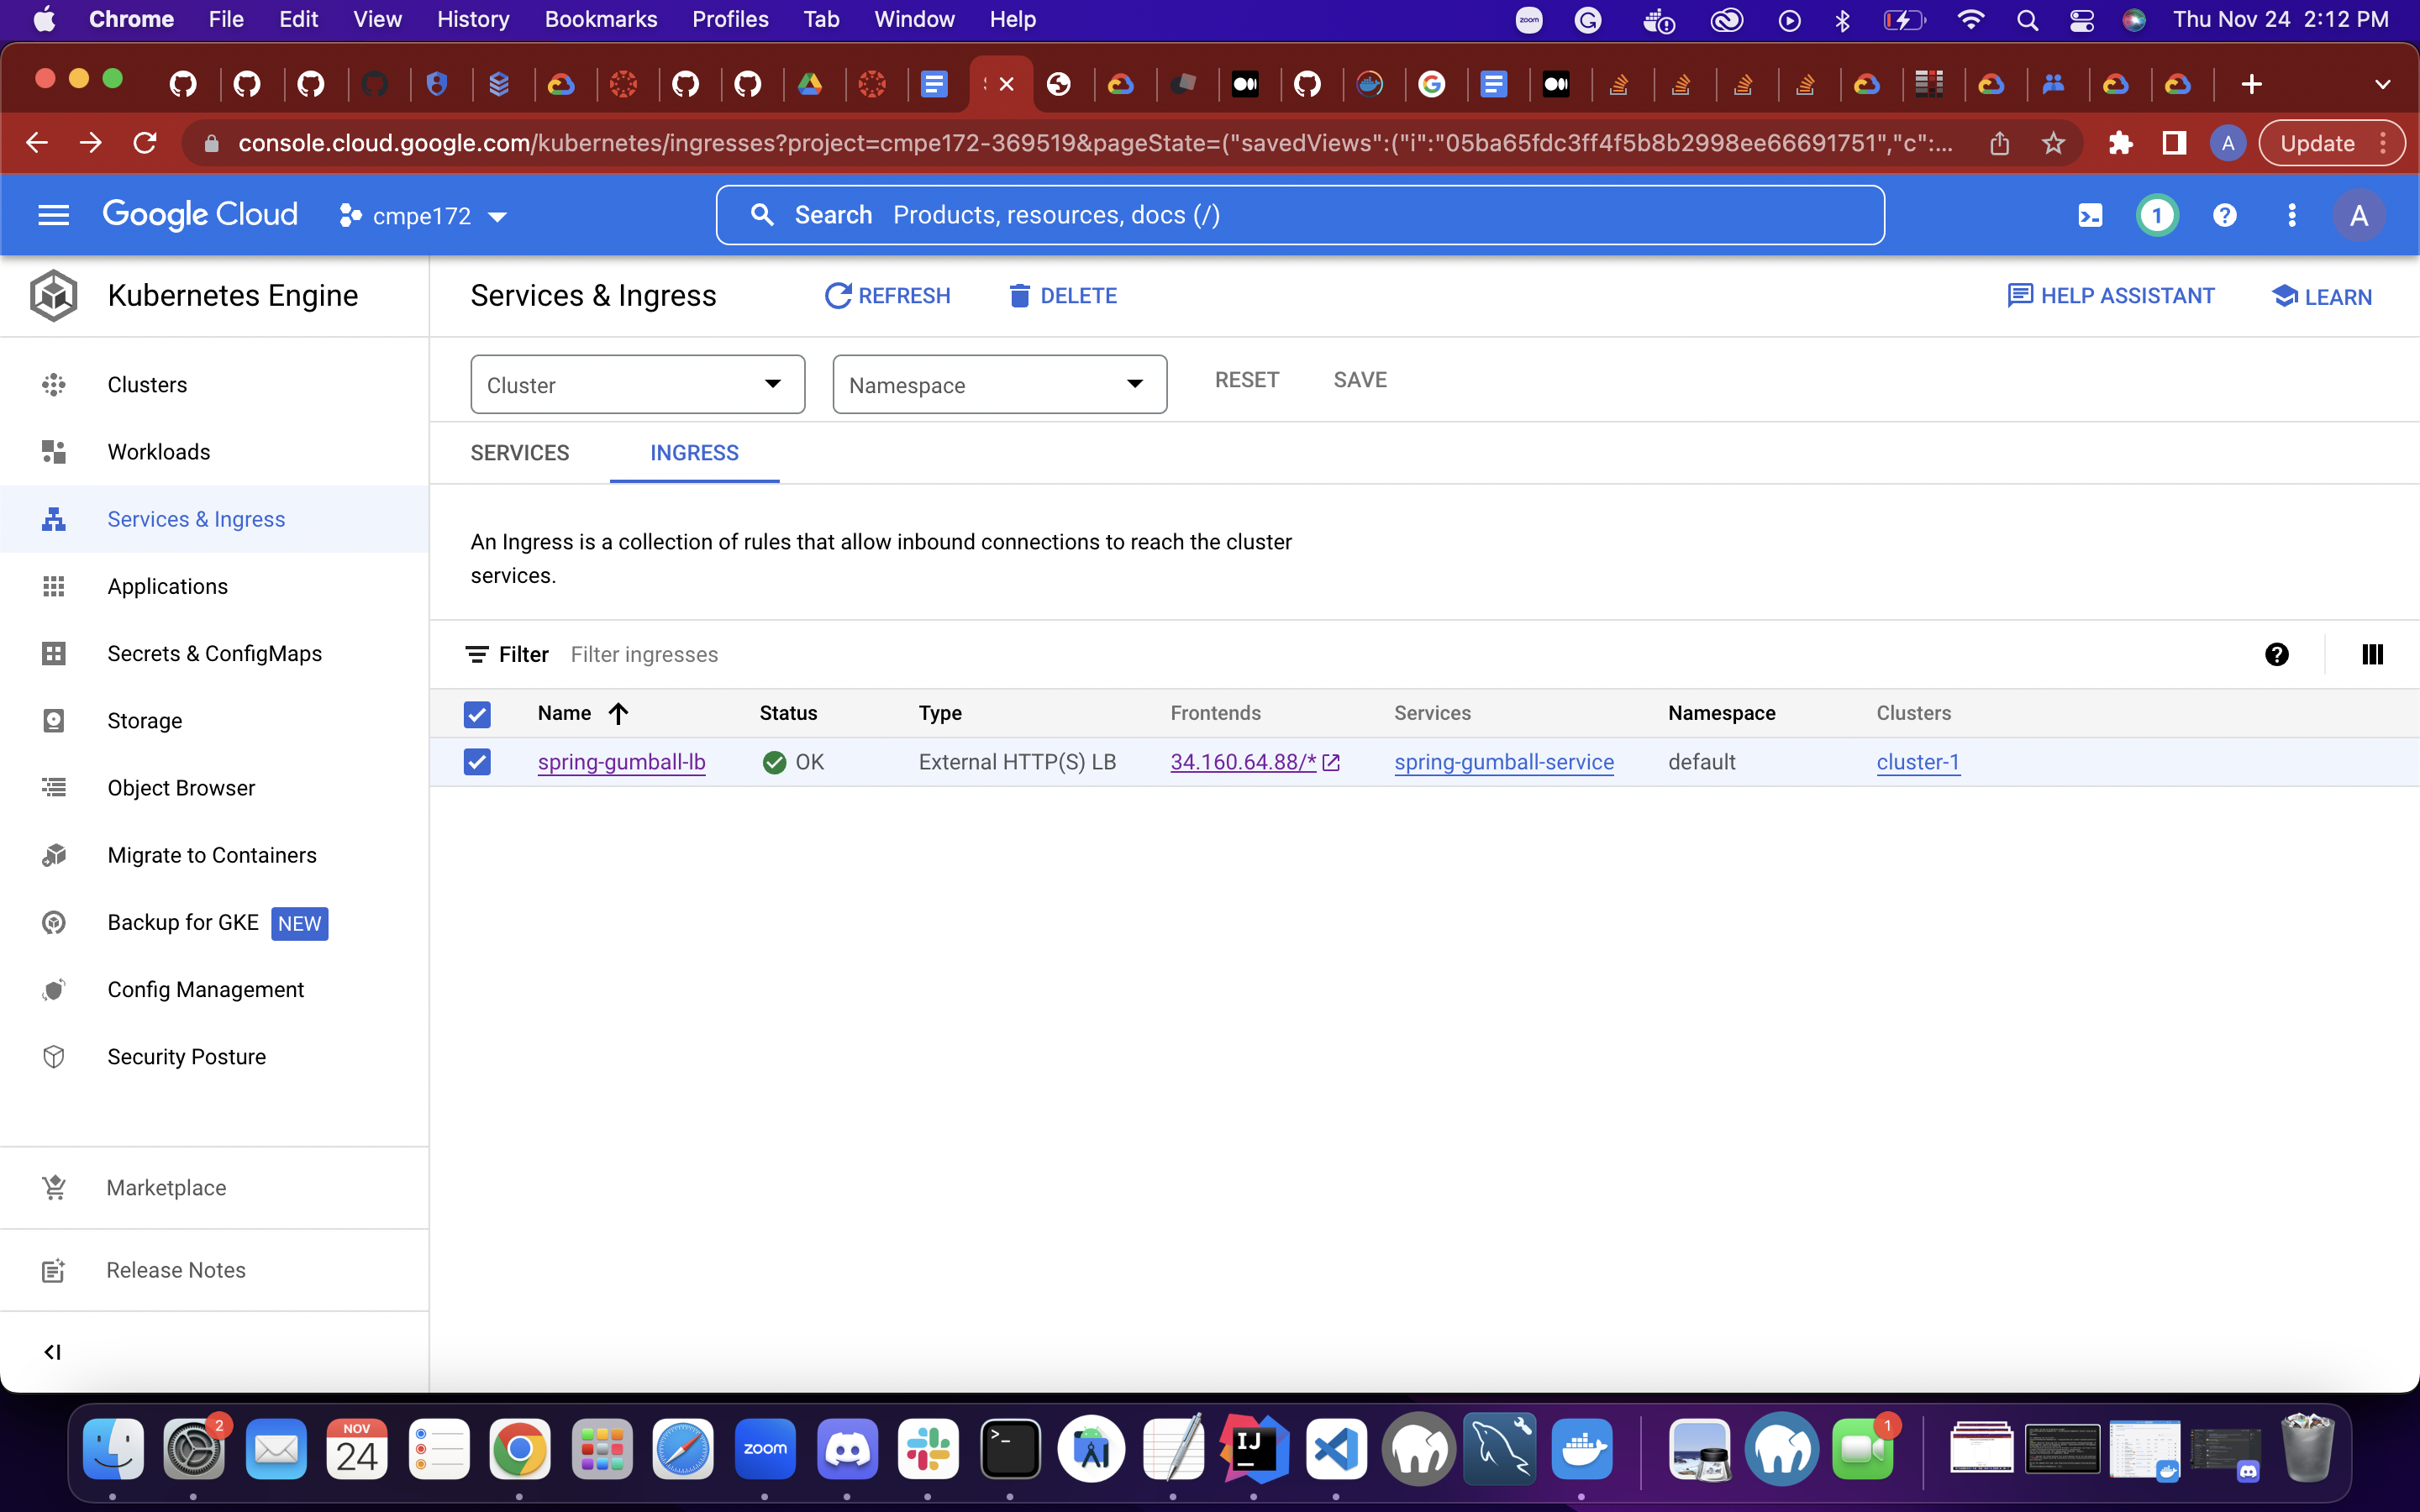 Chrome File Edit View History Bookmarks Profiles Tab Window Help zoom Thu Nov 24 2:12 PM
console.cloud.google.com/kubernetes/ingresses?project=cmpe172-369519&pageState=("savedViews":("i":"05ba65fdc3ff4f5b8b2998ee66691751","c":... A Update
Google Cloud cmpe172 Search Products, resources, docs (/) 1 A
Kubernetes Engine
Services & Ingress REFRESH DELETE HELP ASSISTANT LEARN
Clusters
Workloads
Services & Ingress
Applications
Secrets & ConfigMaps
Storage
Object Browser
Migrate to Containers
Backup for GKE NEW
Config Management
Security Posture
Marketplace
Release Notes
Cluster Namespace RESET SAVE
SERVICES INGRESS
An Ingress is a collection of rules that allow inbound connections to reach the cluster
services.
Filter Filter ingresses
Name Status Type Frontends Services Namespace Clusters
spring-gumball-lb OK External HTTP(S) LB 34.160.64.88/* spring-gumball-service default cluster-1
2 NOV 24 zoom >_ IJ 1